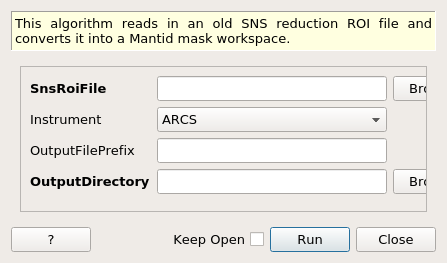 This algorithm reads in an old SNS reduction ROI file and
converts it into a Mantid mask workspace.
SnsRoiFile Bro
Instrument ARCS
OutputFilePrefix
OutputDirectory Bro
? Keep Open Run Close